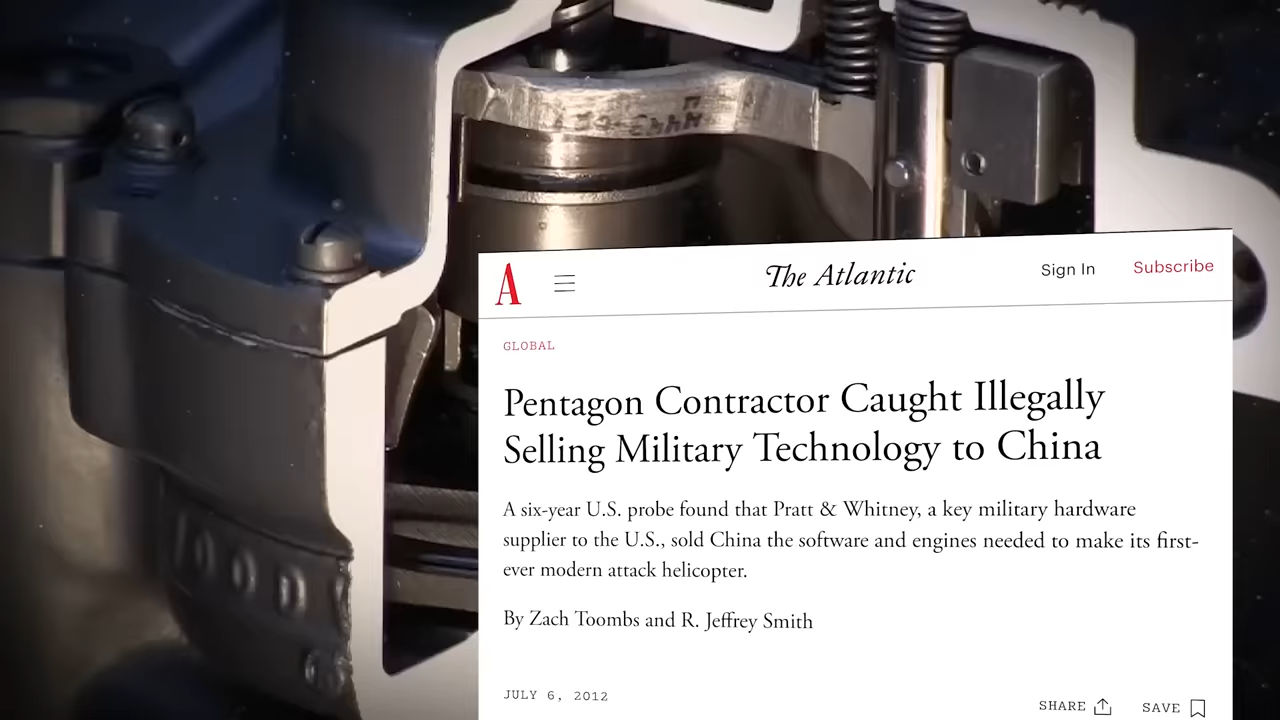 A
The Atlantic
Sign In
Subscribe
GLOBAL
Pentagon Contractor Caught Illegally
Selling Military Technology to China
A six-year U.S. probe found that Pratt & Whitney, a key military hardware
supplier to the U.S., sold China the software and engines needed to make its first-
ever modern attack helicopter.
By Zach Toombs and R. Jeffrey Smith
JULY 6, 2012
SHARE
SAVE